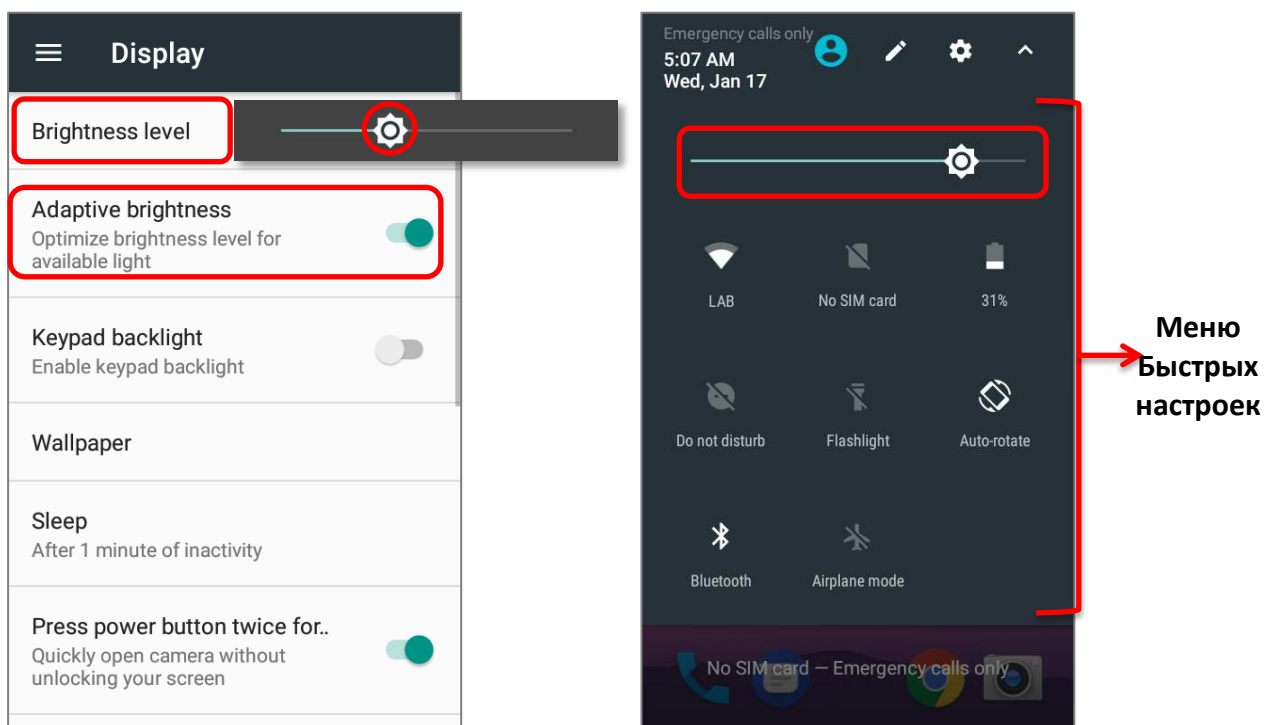 Display
Brightness level
Adaptive brightness
Optimize brightness level for
available light
Keypad backlight
Enable keypad backlight
Wallpaper
Sleep
After 1 minute of inactivity
Press power button twice for..
Quickly open camera without
unlocking your screen
Emergency calls only
5:07 AM
Wed, Jan 17
LAB
No SIM card
31%
Do not disturb
Flashlight
Auto-rotate
Bluetooth
Airplane mode
No SIM card — Emergency calls only
Меню
Быстрых
настроек